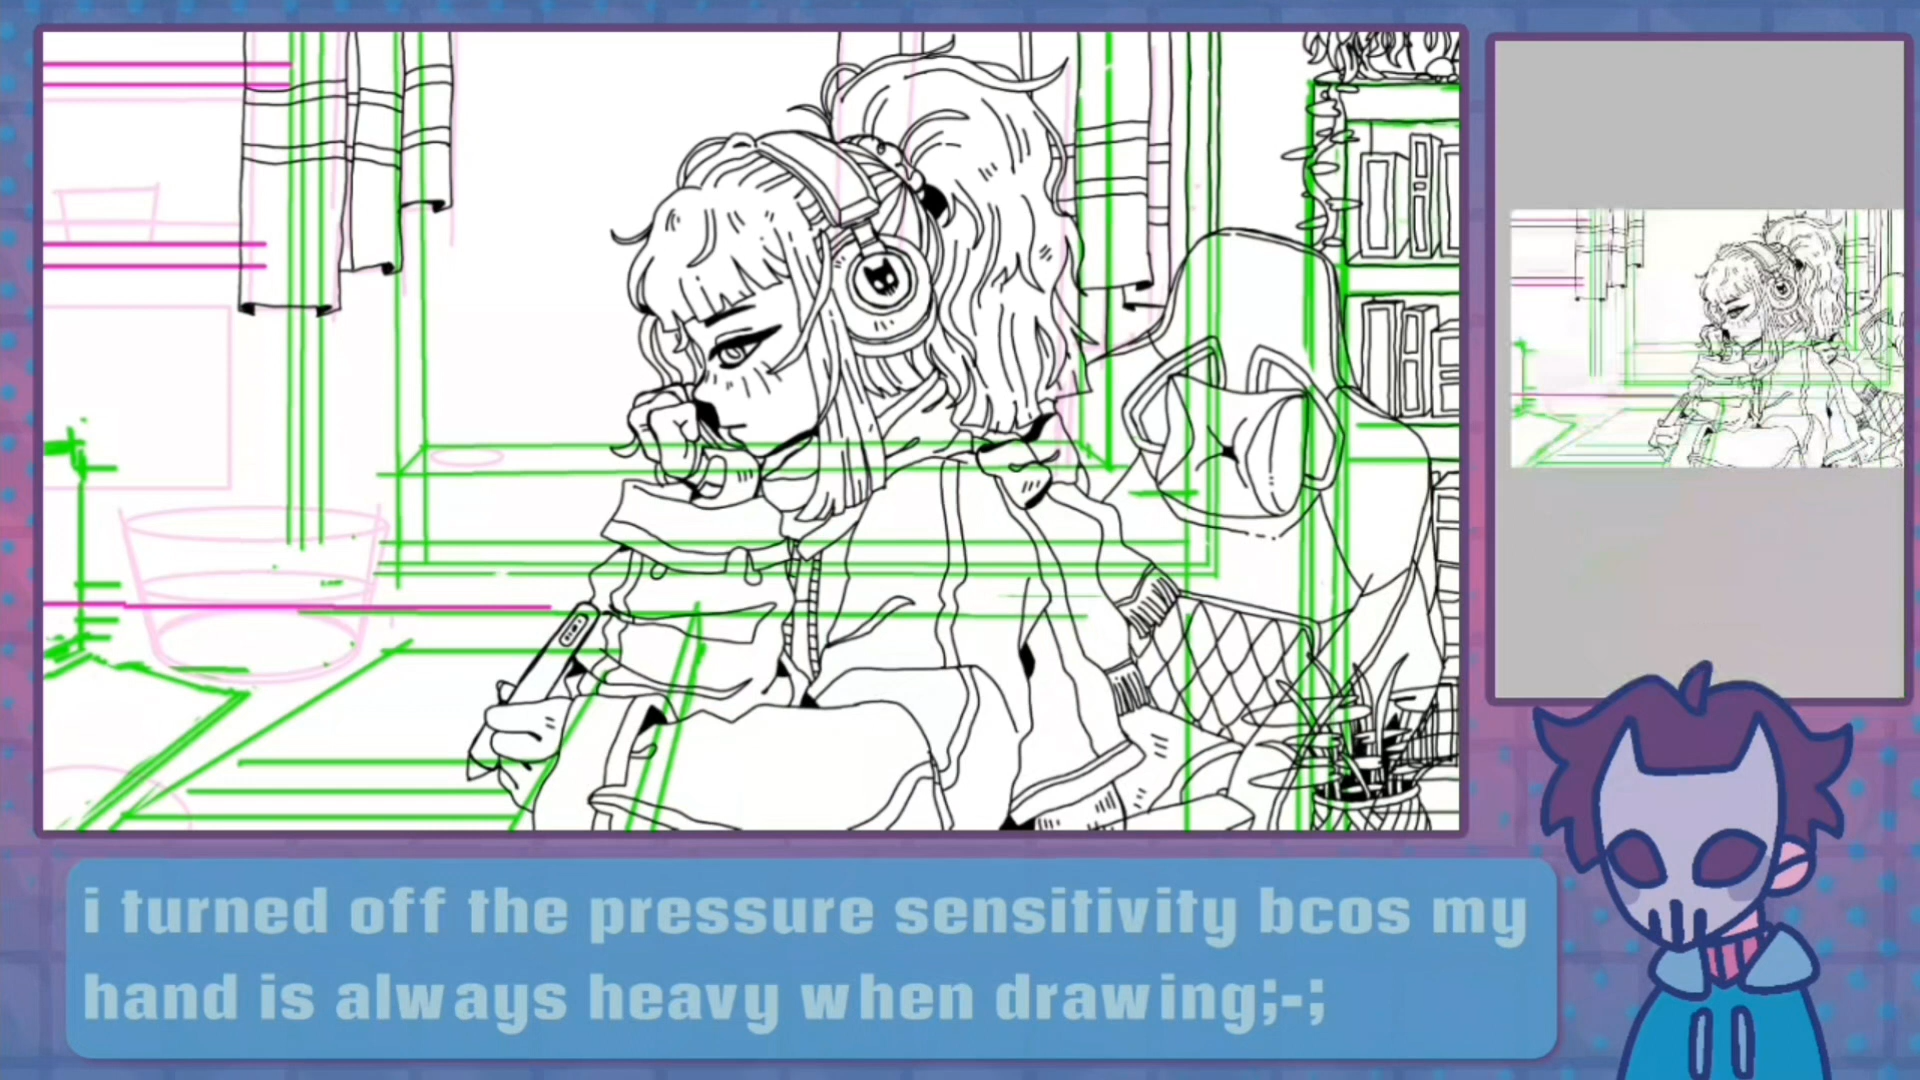 i turned off the pressure sensitivity bcos my
hand is always heavy when drawing;-;